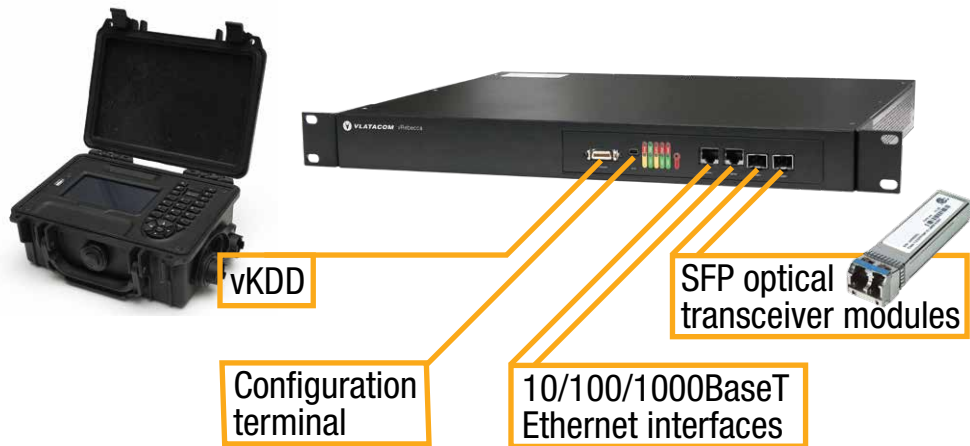 VLATACOM vRebecca
vKDD
SFP optical
transceiver modules
Configuration
terminal
10/100/1000BaseT
Ethernet interfaces